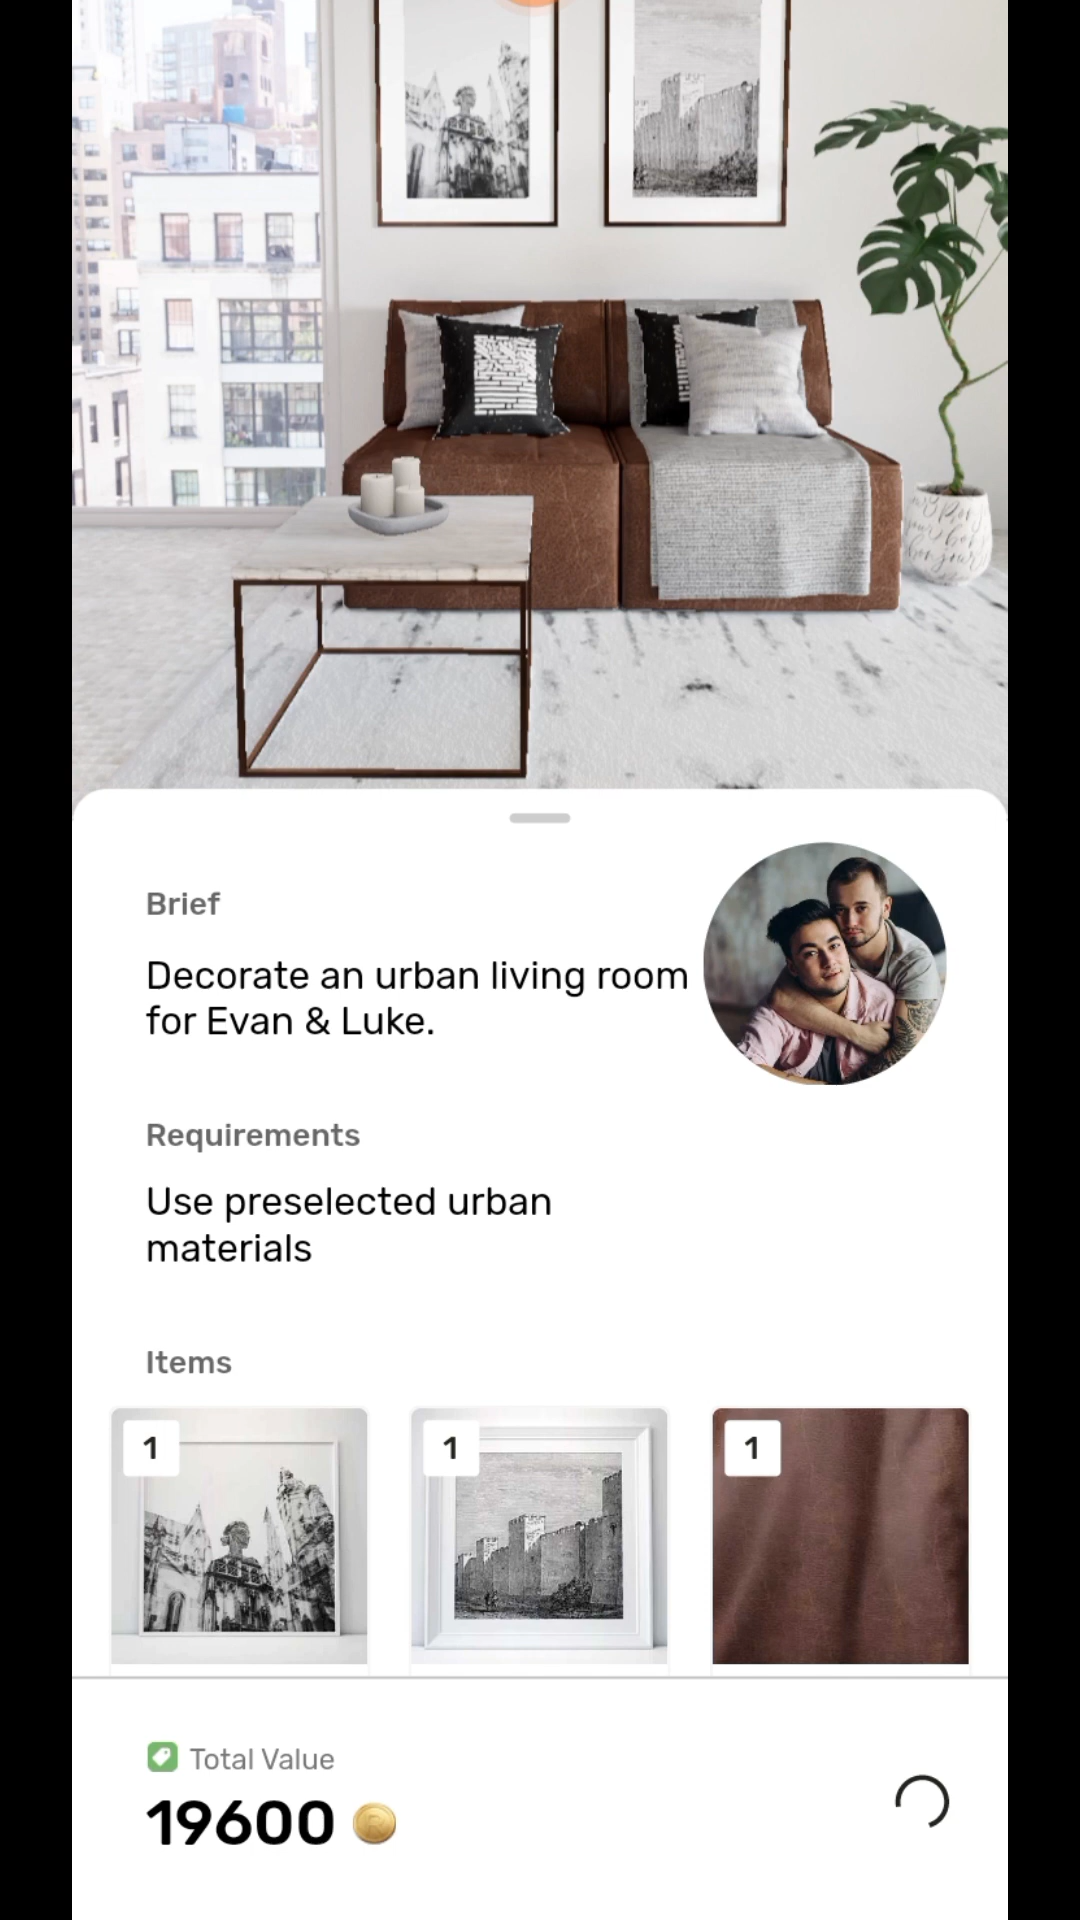 Brief
Decorate an urban living room
for Evan & Luke.
Requirements
Use preselected urban
materials
Items
1
1
1
Total Value
19600